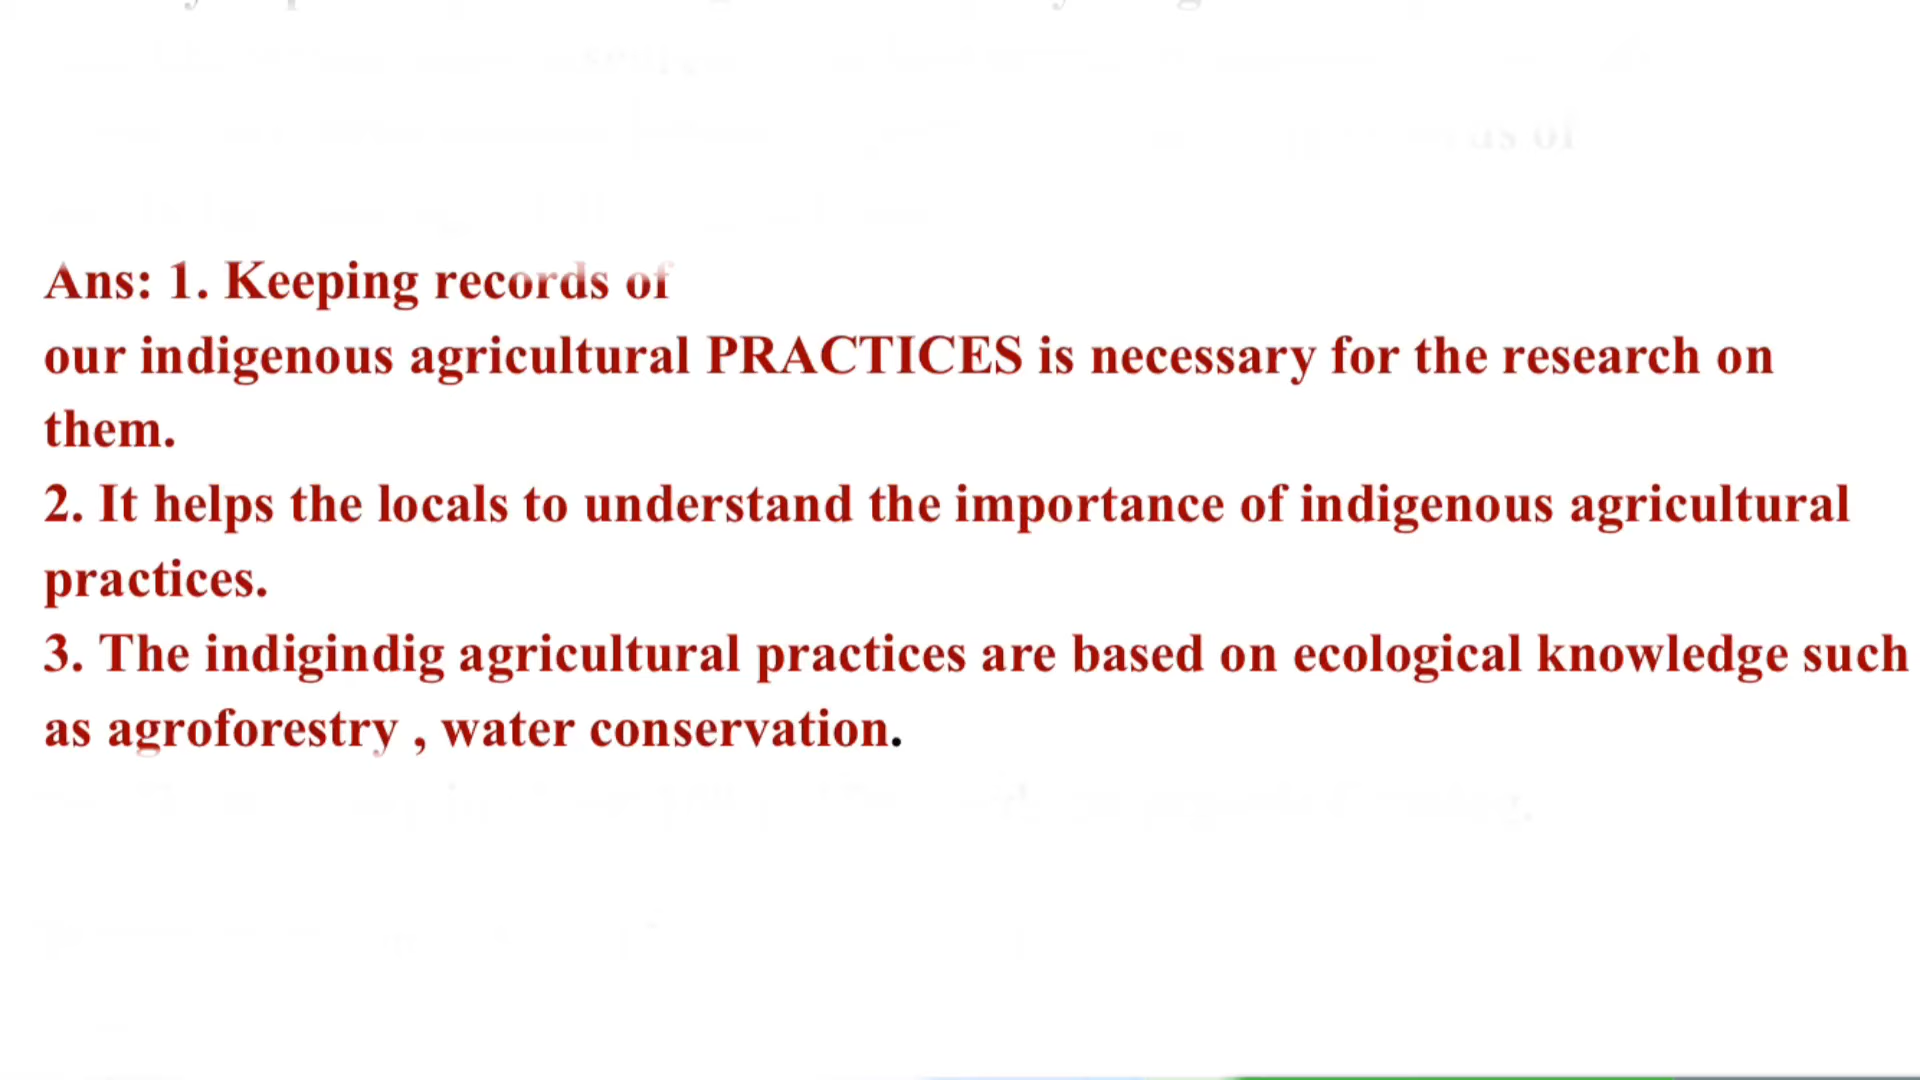 Ans: 1. Keeping records of
our indigenous agricultural PRACTICES is necessary for the research on
them.
2. It helps the locals to understand the importance of indigenous agricultural
practices.
3. The indigindig agricultural practices are based on ecological knowledge such
as agroforestry , water conservation.